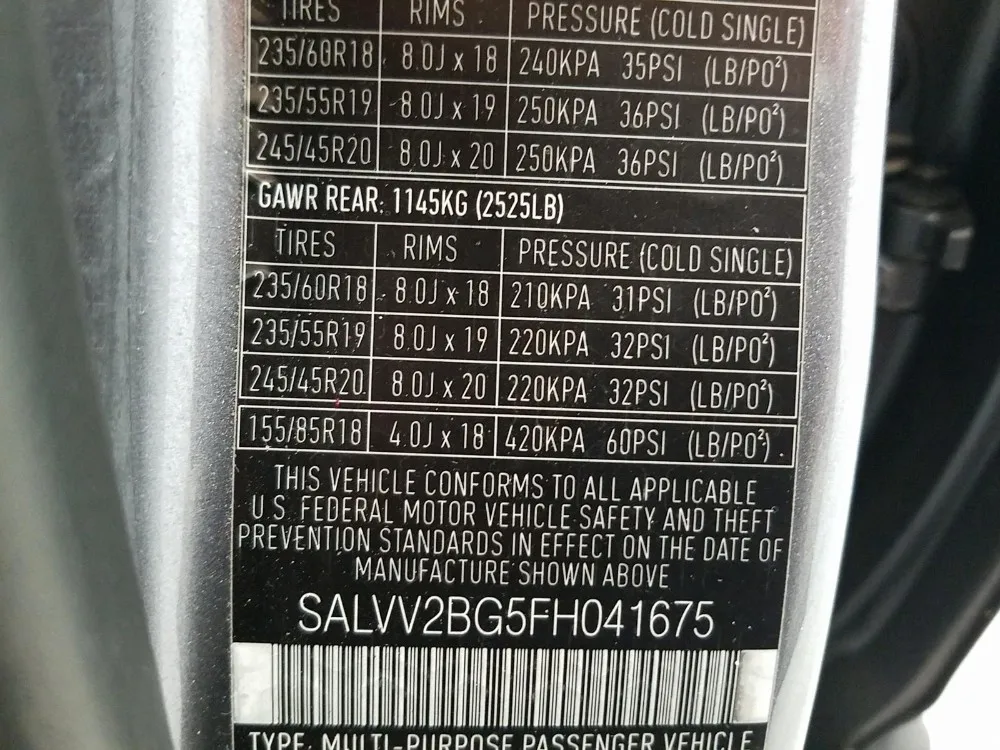 TIRES RIMS PRESSURE (COLD SINGLE)
235/60R18 8.0J x 18 240KPA 35PSI (LB/PO²)
235/55R19 8.0J x 19 250KPA 36PSI (LB/PO²)
245/45R20 8.0J x 20 250KPA 36PSI (LB/PO²)
GAWR REAR: 1145KG (2525LB)
TIRES RIMS PRESSURE (COLD SINGLE)
235/60R18 8.0J x 18 210KPA 31PSI (LB/PO²)
235/55R19 8.0J x 19 220KPA 32PSI (LB/PO²)
245/45R20 8.0J x 20 220KPA 32PSI (LB/PO²)
155/85R18 4.0J x 18 420KPA 60PSI (LB/PO²).
THIS VEHICLE CONFORMS TO ALL APPLICABLE
U.S. FEDERAL MOTOR VEHICLE SAFETY AND THEFT
PREVENTION STANDARDS IN EFFECT ON THE DATE OF
MANUFACTURE SHOWN ABOVE
SALVV2BG5FH041675
TYPE: MULTI-PURPOSE PASSENGER VEHICLE